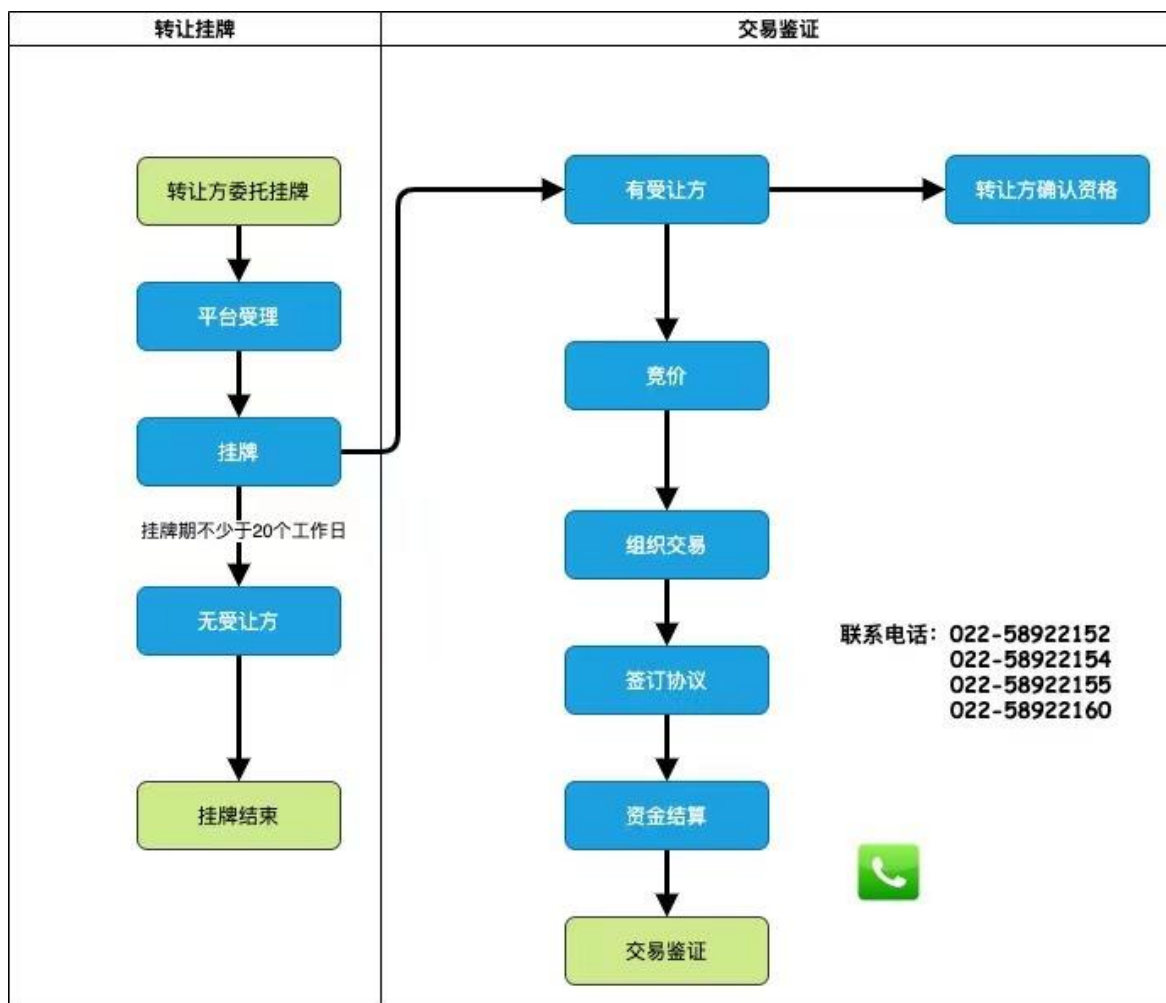 转让挂牌
交易鉴证
转让方委托挂牌
平台受理
挂牌
挂牌期不少于20个工作日
无受让方
挂牌结束
有受让方
转让方确认资格
竞价
组织交易
签订协议
资金结算
交易鉴证
联系电话：022-58922152
022-58922154
022-58922155
022-58922160